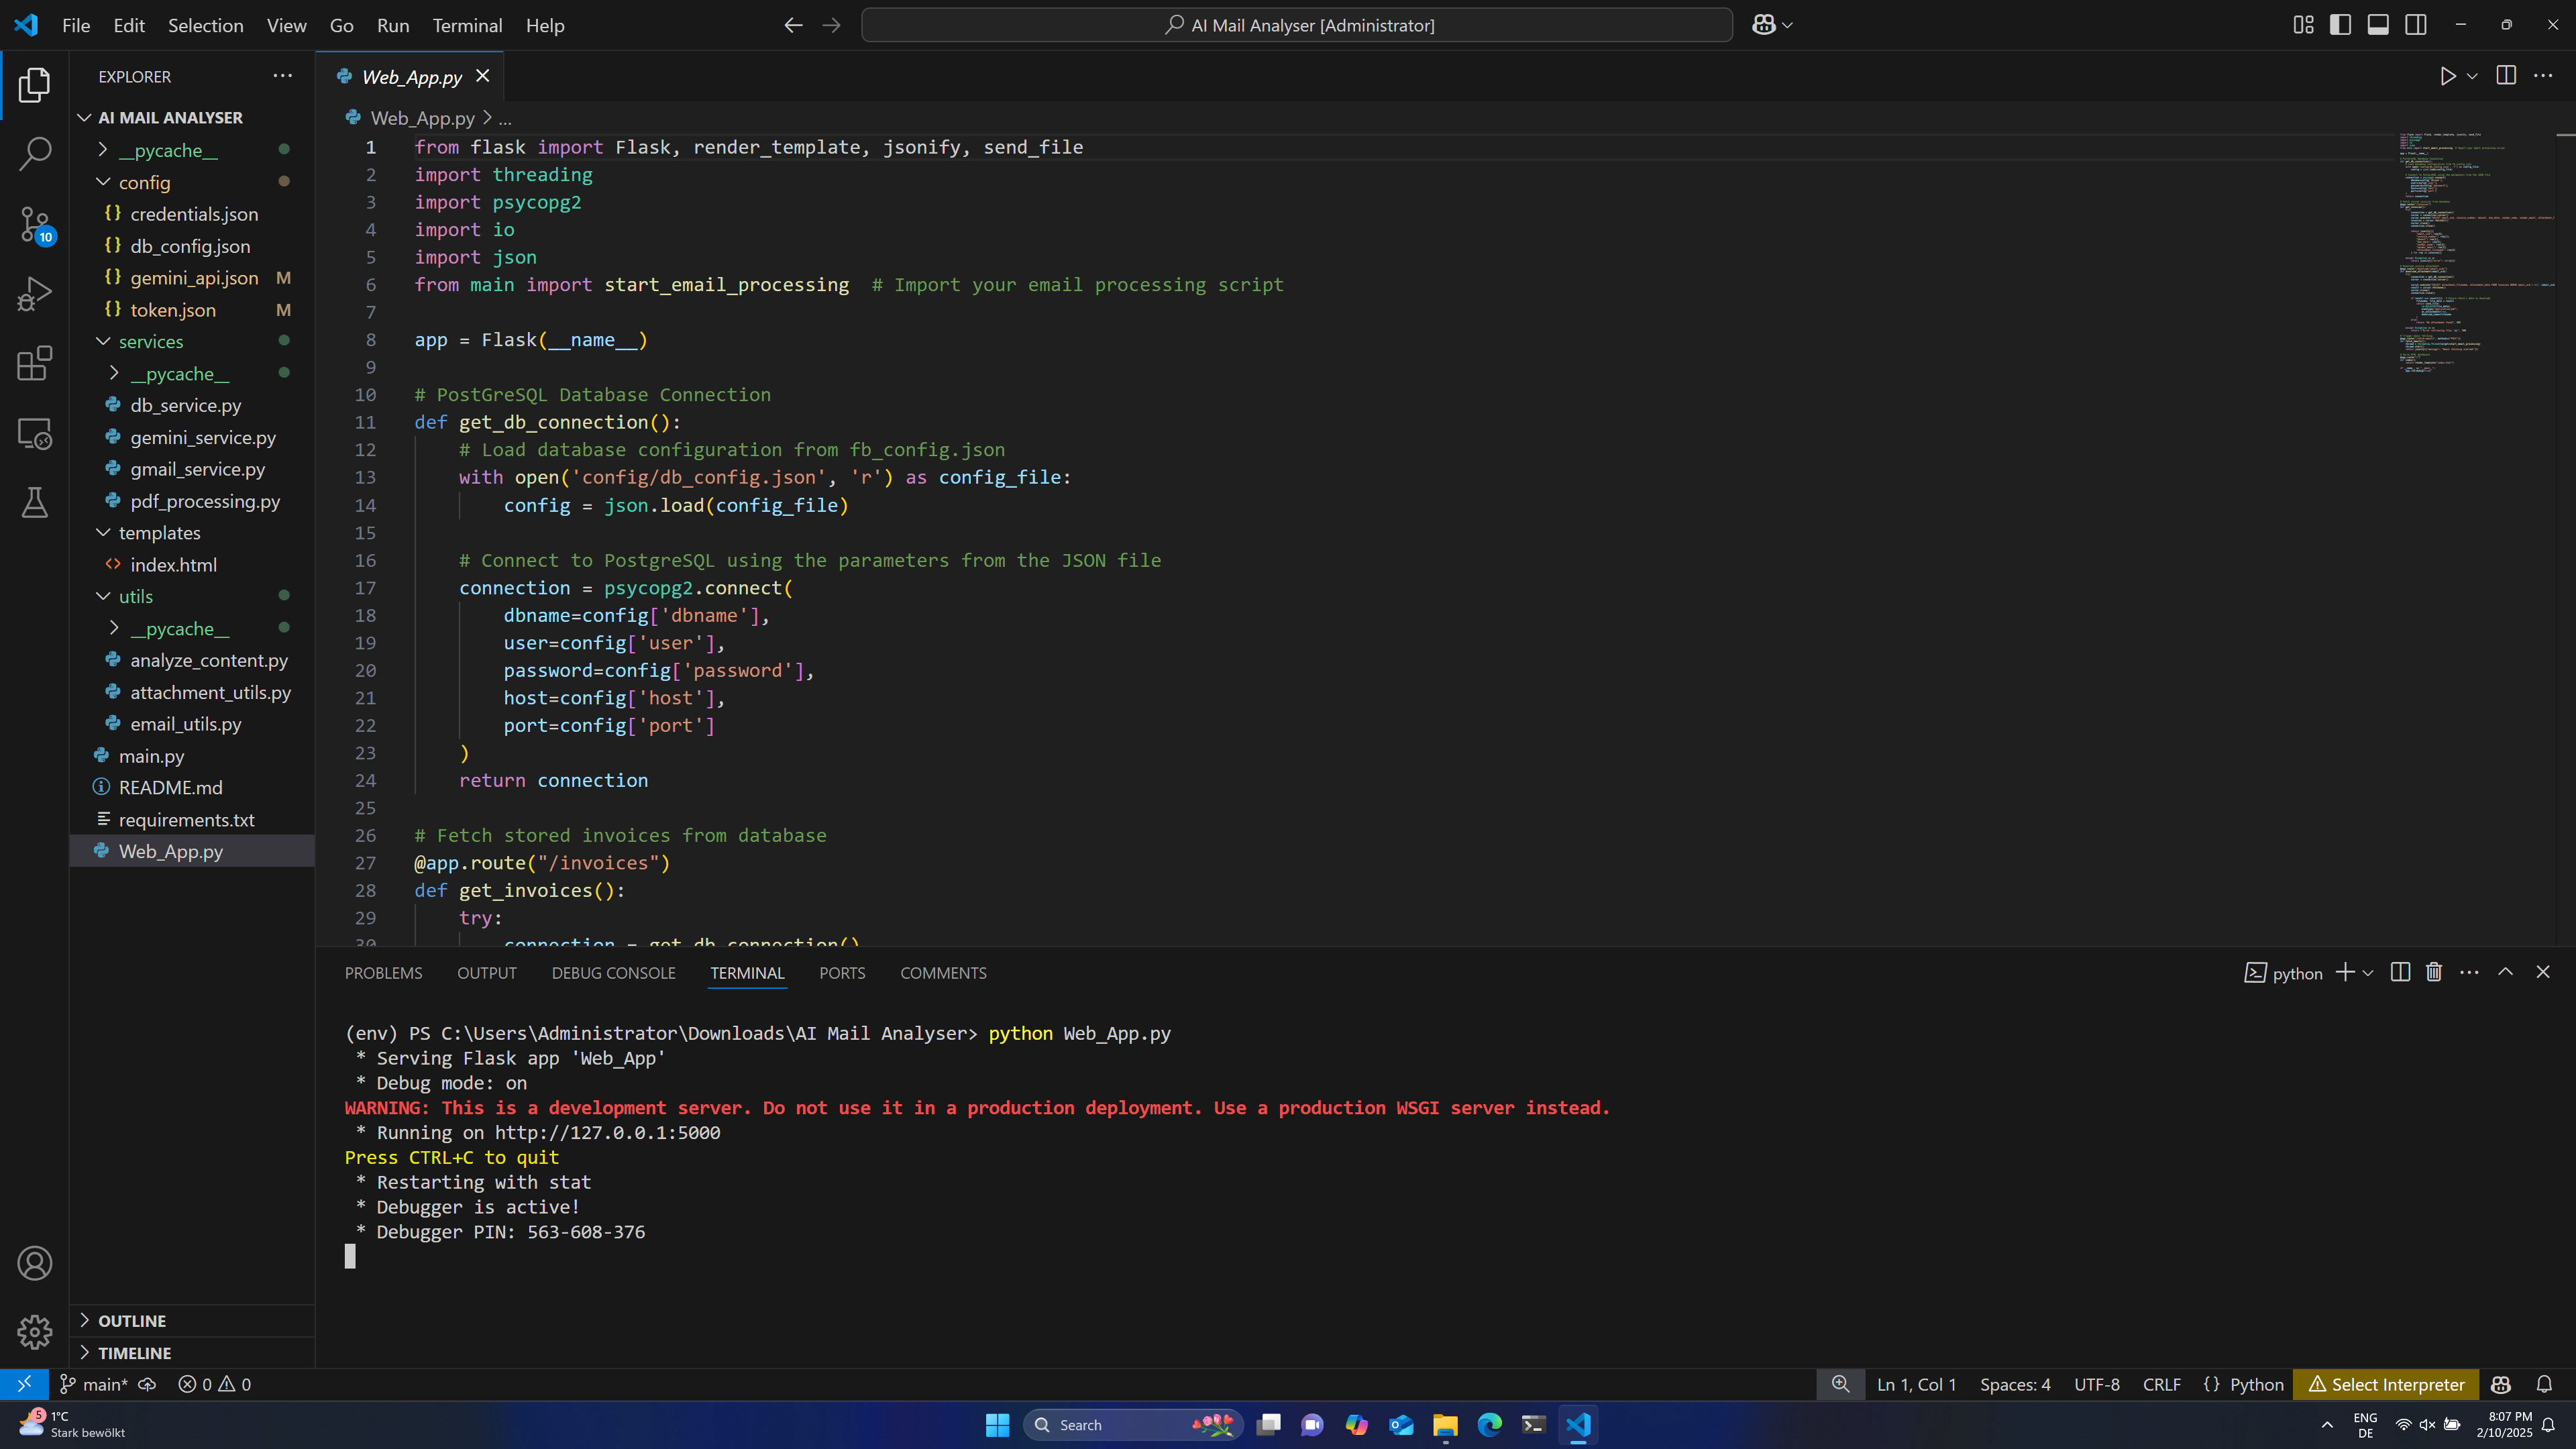 File Edit Selection View Go Run Terminal Help
AI Mail Analyser [Administrator]
EXPLORER
AI MAIL ANALYSER
__pycache__
config
credentials.json
db_config.json
gemini_api.json M
token.json M
services
__pycache__
db_service.py
gemini_service.py
gmail_service.py
pdf_processing.py
templates
index.html
utils
__pycache__
analyze_content.py
attachment_utils.py
email_utils.py
main.py
README.md
requirements.txt
Web_App.py
OUTLINE
TIMELINE
10
Web_App.py
Web_App.py > ...
1 from flask import Flask, render_template, jsonify, send_file
2 import threading
3 import psycopg2
4 import io
5 import json
6 from main import start_email_processing  # Import your email processing script
7
8 app = Flask(__name__)
9
10 # PostGreSQL Database Connection
11 def get_db_connection():
12     # Load database configuration from fb_config.json
13     with open('config/db_config.json', 'r') as config_file:
14         config = json.load(config_file)
15
16     # Connect to PostgreSQL using the parameters from the JSON file
17     connection = psycopg2.connect(
18         dbname=config['dbname'],
19         user=config['user'],
20         password=config['password'],
21         host=config['host'],
22         port=config['port']
23     )
24     return connection
25
26 # Fetch stored invoices from database
27 @app.route("/invoices")
28 def get_invoices():
29     try:
30         connection = get_db_connection()
PROBLEMS OUTPUT DEBUG CONSOLE TERMINAL PORTS COMMENTS
python
(env) PS C:\Users\Administrator\Downloads\AI Mail Analyser> python Web_App.py
 * Serving Flask app 'Web_App'
 * Debug mode: on
WARNING: This is a development server. Do not use it in a production deployment. Use a production WSGI server instead.
 * Running on http://127.0.0.1:5000
Press CTRL+C to quit
 * Restarting with stat
 * Debugger is active!
 * Debugger PIN: 563-608-376
main* 0 0
Ln 1, Col 1 Spaces: 4 UTF-8 CRLF {} Python Select Interpreter
5
1°C
Stark bewölkt
Search
ENG
DE
8:07 PM
2/10/2025